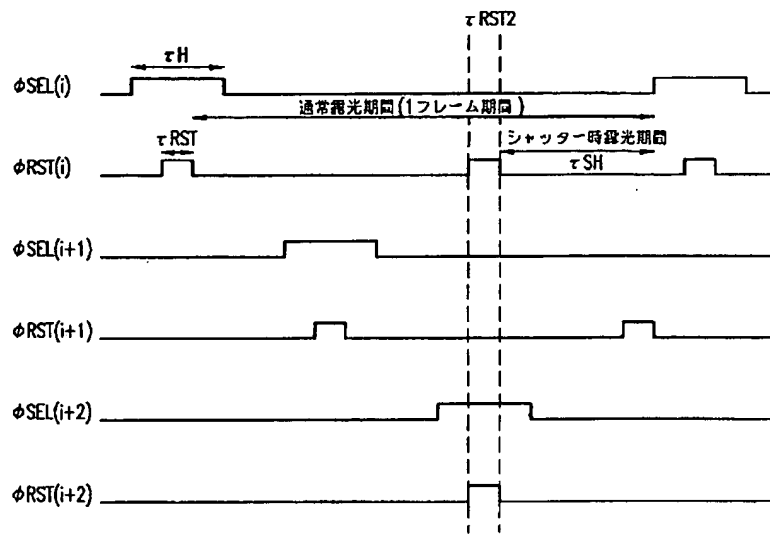 τRST2
τH
φSEL(i)
通常露光期間(1フレーム期間)
τRST
シャッター時露光期間
φRST(i)
τSH
φSEL(i+1)
φRST(i+1)
φSEL(i+2)
φRST(i+2)